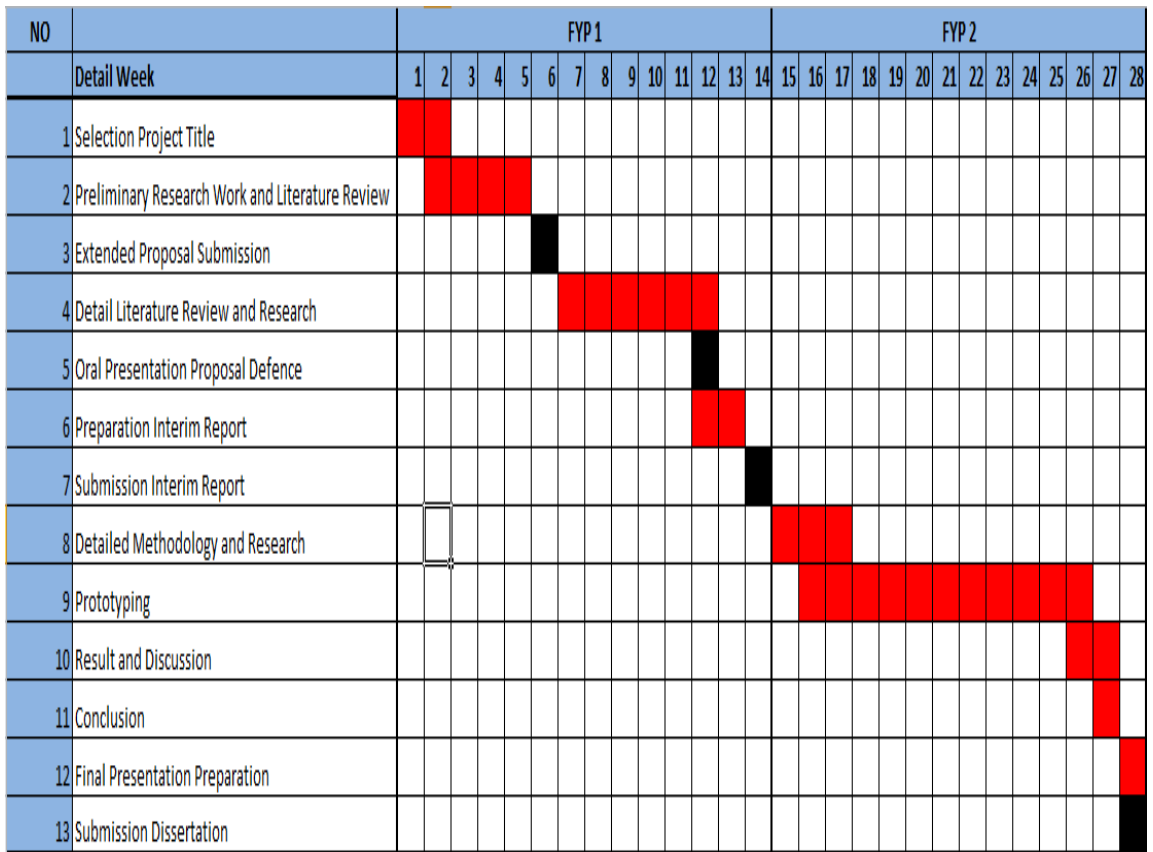 NO FYP 1 FYP 2
Detail Week 1 2 3 4 5 6 7 8 9 10 11 12 13 14 15 16 17 18 19 20 21 22 23 24 25 26 27 28
1 Selection Project Title
2 Preliminary Research Work and Literature Review
3 Extended Proposal Submission
4 Detail Literature Review and Research
5 Oral Presentation Proposal Defence
6 Preparation Interim Report
7 Submission Interim Report
8 Detailed Methodology and Research
9 Prototyping
10 Result and Discussion
11 Conclusion
12 Final Presentation Preparation
13 Submission Dissertation